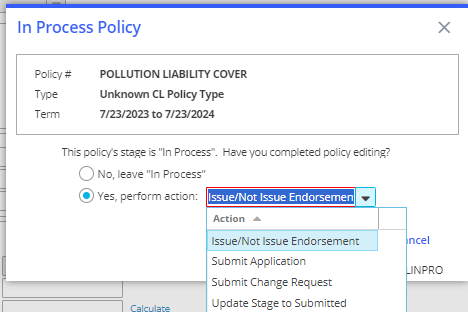 In Process Policy
Policy # POLLUTION LIABILITY COVER
Type Unknown CL Policy Type
Term 7/23/2023 to 7/23/2024
This policy's stage is "In Process". Have you completed policy editing?
No, leave "In Process"
Yes, perform action: Issue/Not Issue Endorsemen
Action
Issue/Not Issue Endorsement
ncel
Submit Application
LINPRO
Submit Change Request
Update Stage to Submitted
Calculate